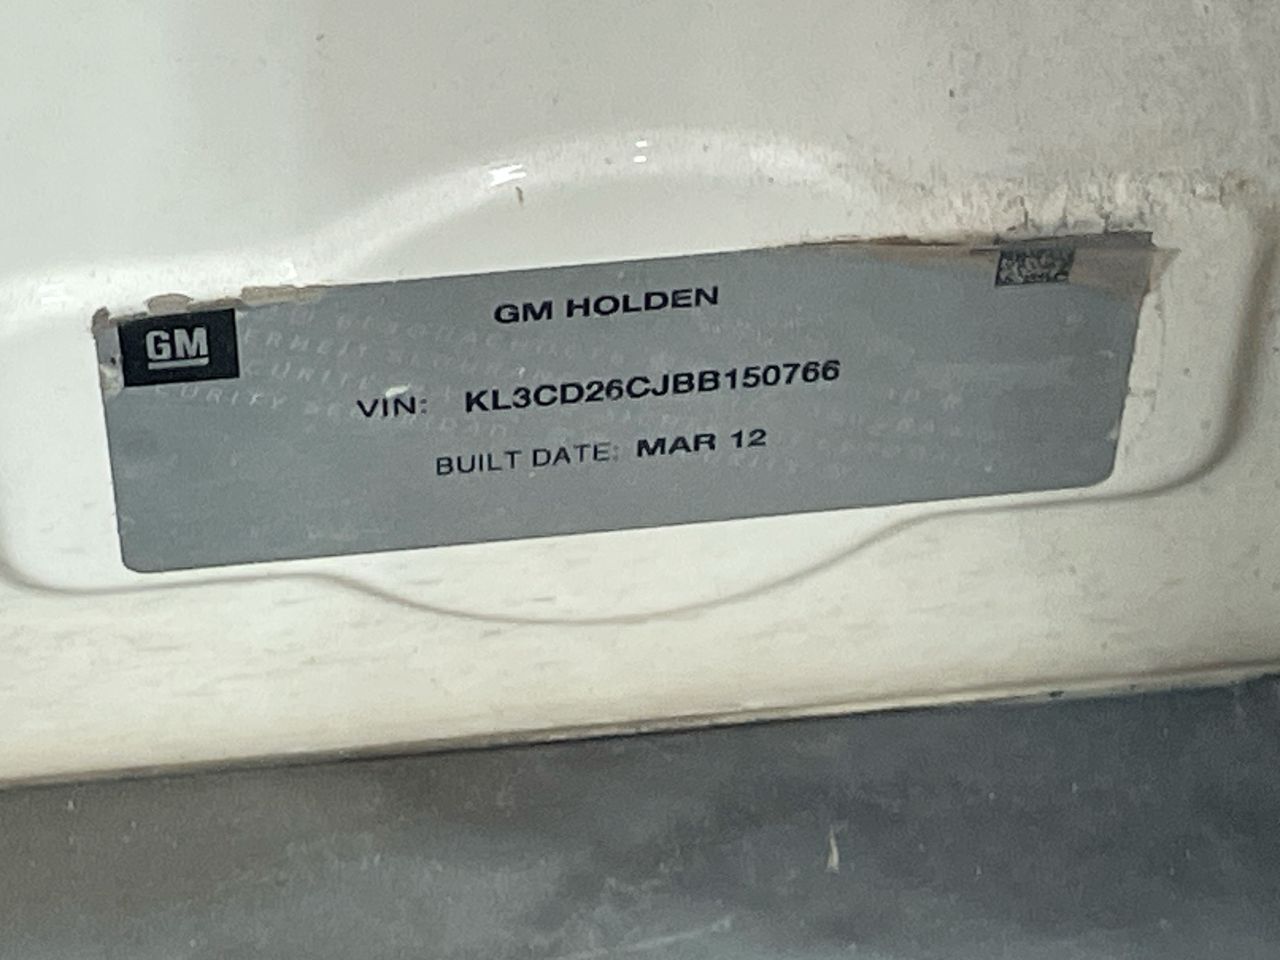 GM HOLDEN
GM
VIN: KL3CD26CJBB150766
BUILT DATE: MAR 12